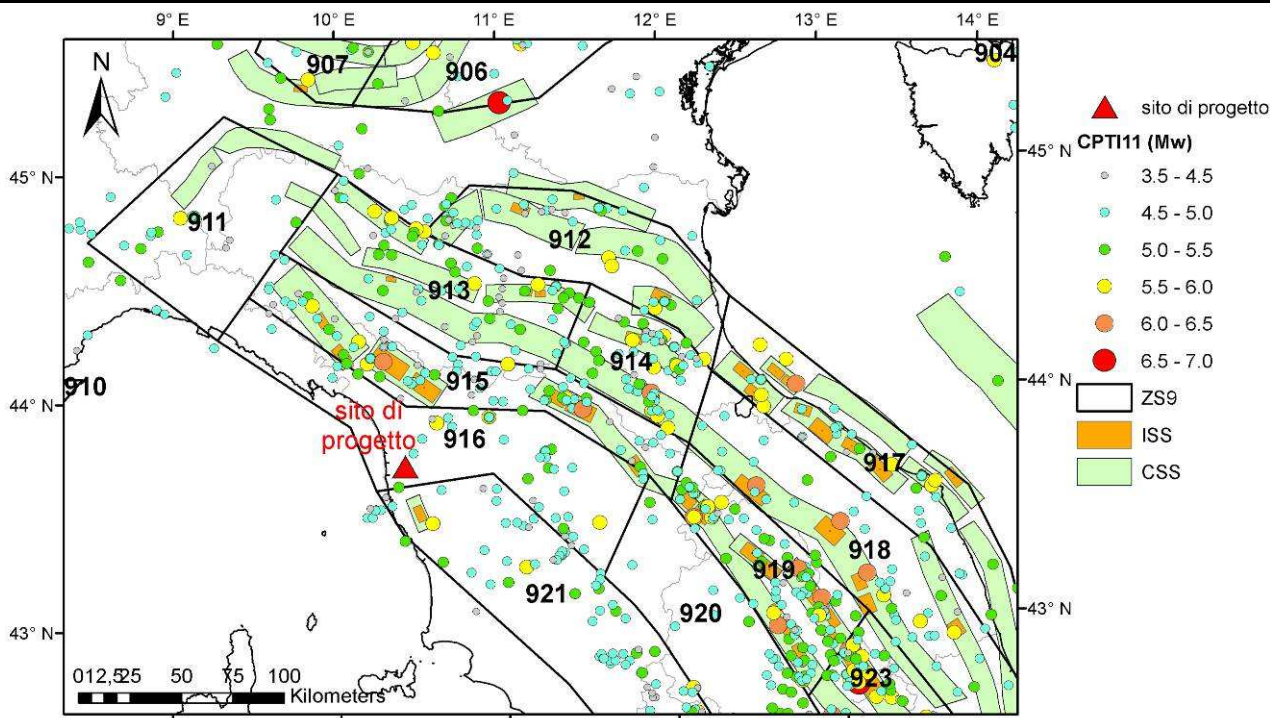 9° E 10° E 11° E 12° E 13° E 14° E
N
907
906
904
45° N
45° N
911
912
913
914
44° N
44° N
910
915
sito di
progetto
916
917
918
919
921
920
43° N
43° N
923
012,525 50 75 100
Kilometers
sito di progetto
CPTI11 (Mw)
3.5 - 4.5
4.5 - 5.0
5.0 - 5.5
5.5 - 6.0
6.0 - 6.5
6.5 - 7.0
ZS9
ISS
CSS